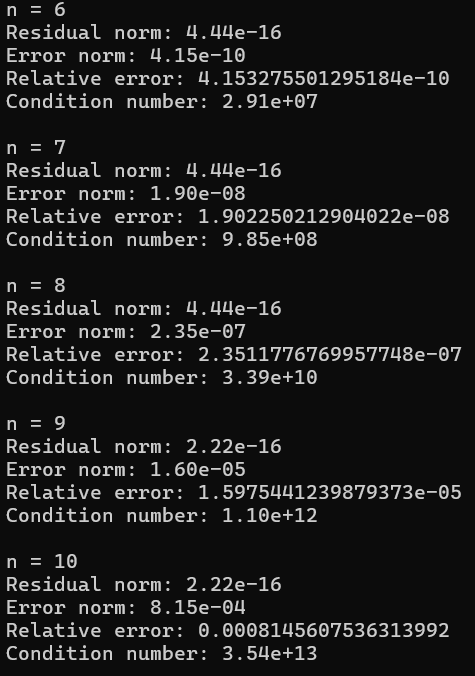 n = 6
Residual norm: 4.44e-16
Error norm: 4.15e-10
Relative error: 4.153275501295184e-10
Condition number: 2.91e+07
n = 7
Residual norm: 4.44e-16
Error norm: 1.90e-08
Relative error: 1.902250212904022e-08
Condition number: 9.85e+08
n = 8
Residual norm: 4.44e-16
Error norm: 2.35e-07
Relative error: 2.3511776769957748e-07
Condition number: 3.39e+10
n = 9
Residual norm: 2.22e-16
Error norm: 1.60e-05
Relative error: 1.5975441239879373e-05
Condition number: 1.10e+12
n = 10
Residual norm: 2.22e-16
Error norm: 8.15e-04
Relative error: 0.0008145607536313992
Condition number: 3.54e+13